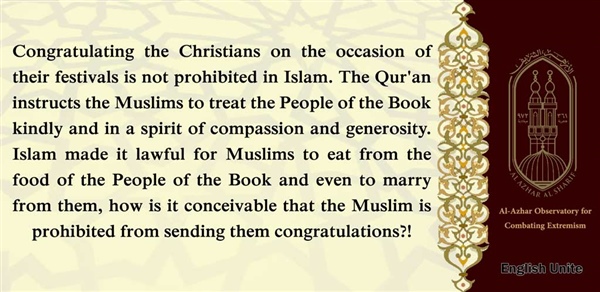 Congratulating the Christians on the occasion of
their festivals is not prohibited in Islam. The Qur'an
instructs the Muslims to treat the People of the Book
kindly and in a spirit of compassion and generosity.
Islam made it lawful for Muslims to eat from the
food of the People of the Book and even to marry
from them, how is it conceivable that the Muslim is
prohibited from sending them congratulations?!
AL AZHAR AL SHARIF
Al-Azhar Observatory for
Combating Extremism
English Unite